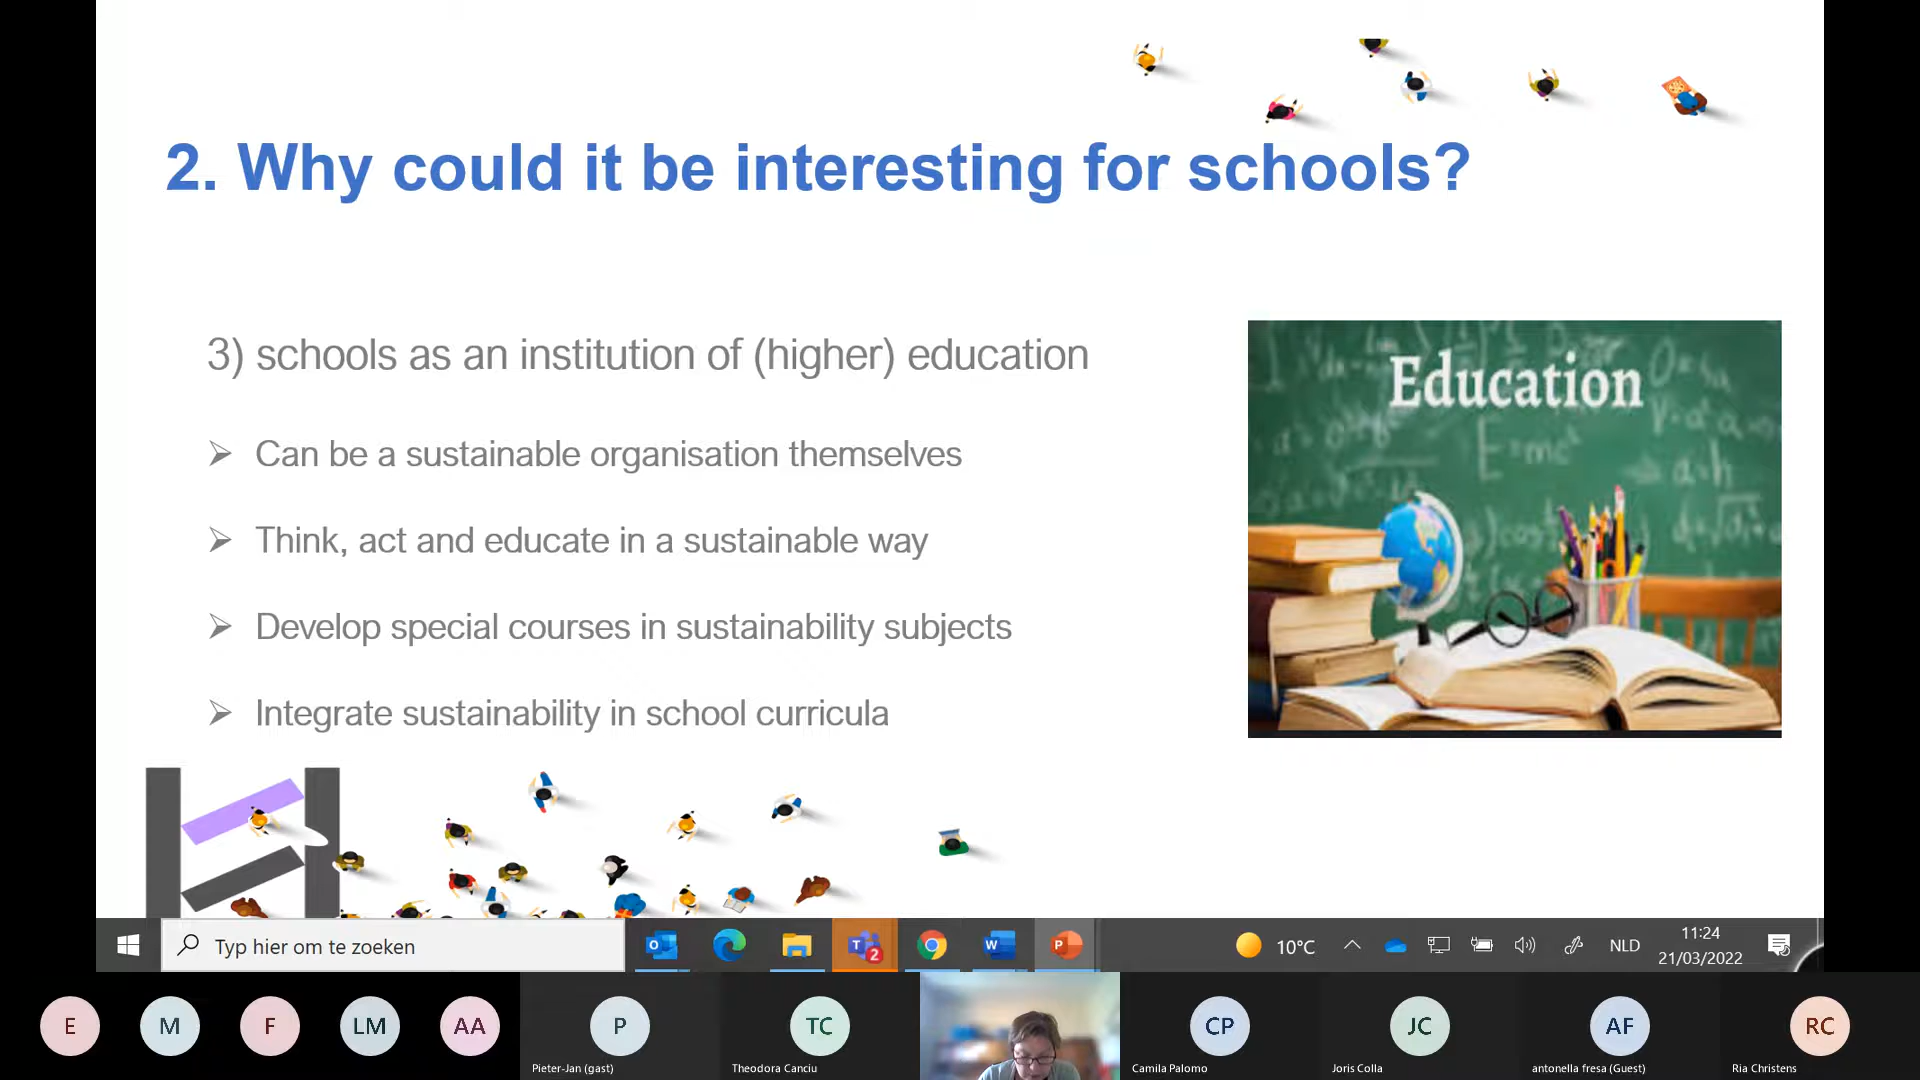 2. Why could it be interesting for schools?
3) schools as an institution of (higher) education
Can be a sustainable organisation themselves
Think, act and educate in a sustainable way
Develop special courses in sustainability subjects
Integrate sustainability in school curricula
Education
E=mc²
Typ hier om te zoeken
2
10°C
NLD
11:24
21/03/2022
E
M
F
LM
AA
P
TC
CP
JC
AF
RC
Pieter-Jan (gast)
Theodora Canciu
Camila Palomo
Joris Colla
antonella fresa (Guest)
Ria Christens